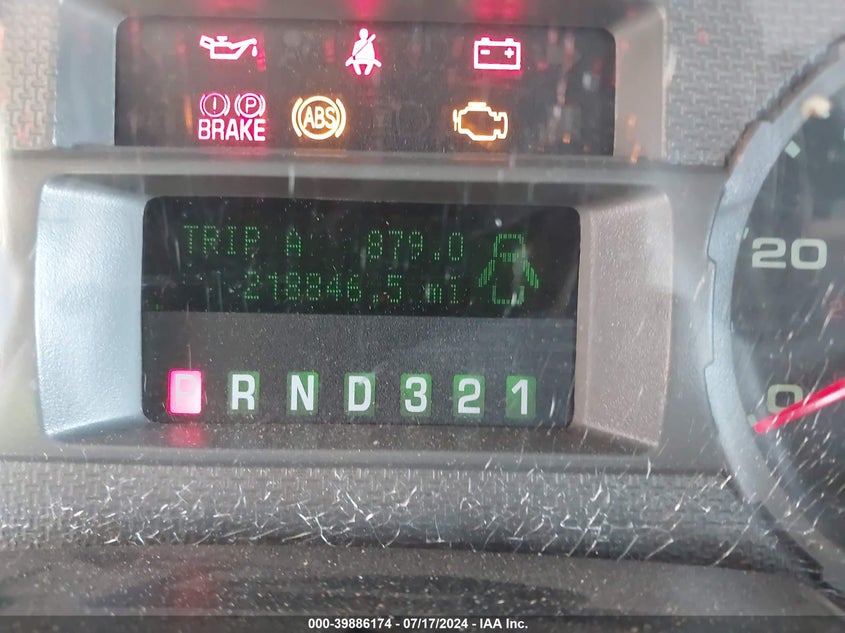 BRAKE
ABS
TRIP A 879.0
218846.5 mi
P R N D 3 2 1
20
0
000-39886174 - 07/17/2024 - IAA Inc.